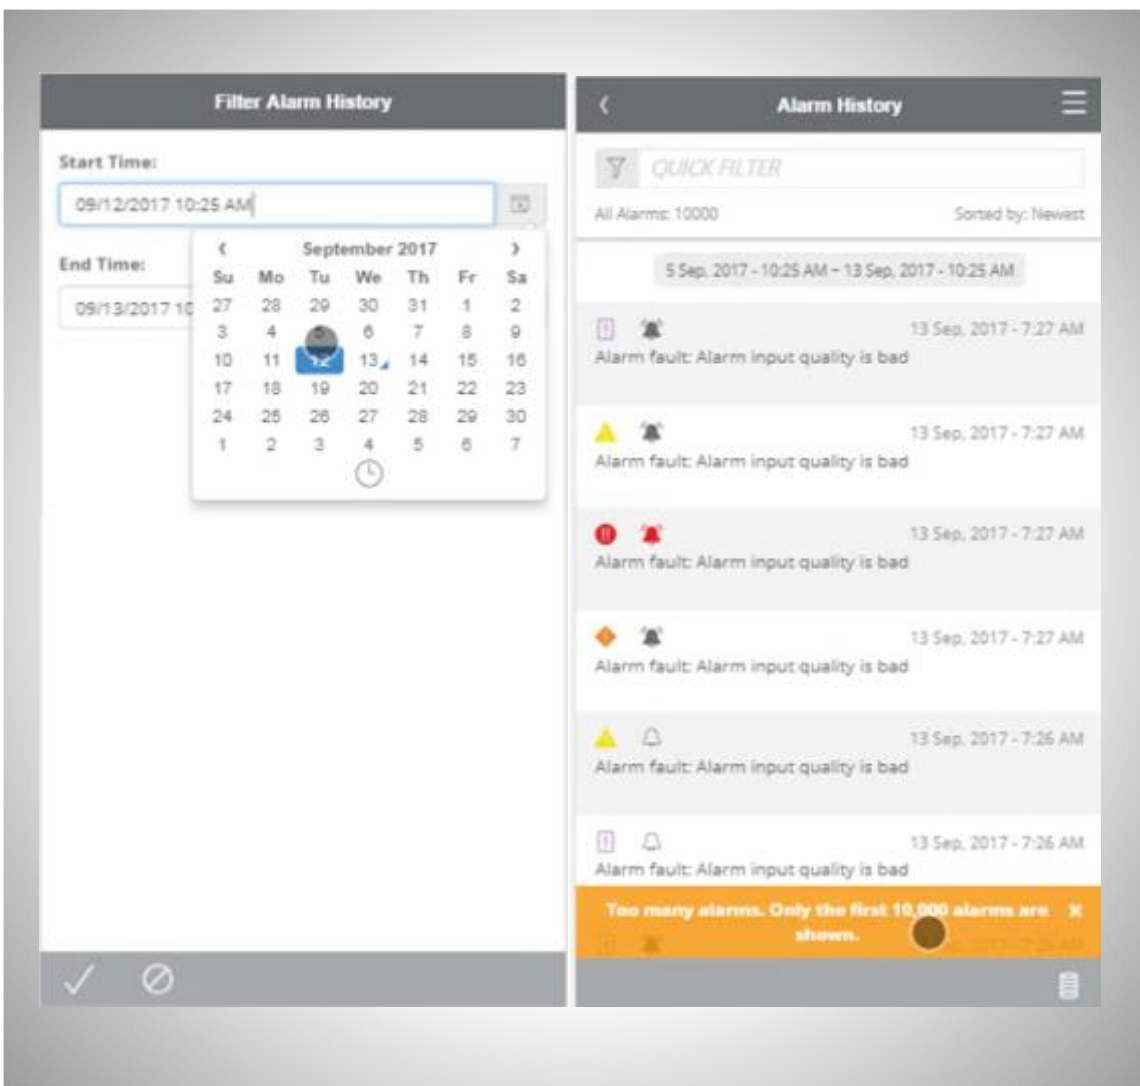 Filter Alarm History
Start Time:
09/12/2017 10:25 AM
September 2017
End Time:
Su Mo Tu We Th Fr Sa
09/13/2017 10
27 28 29 30 31 1 2
3 4 5 6 7 8 9
10 11 12 13 14 15 16
17 18 19 20 21 22 23
24 25 26 27 28 29 30
1 2 3 4 5 6 7
Alarm History
QUICK FILTER
All Alarms: 10000 Sorted by: Newest
5 Sep, 2017 - 10:25 AM ~ 13 Sep, 2017 - 10:25 AM
13 Sep, 2017 - 7:27 AM
Alarm fault: Alarm input quality is bad
13 Sep, 2017 - 7:27 AM
Alarm fault: Alarm input quality is bad
13 Sep, 2017 - 7:27 AM
Alarm fault: Alarm input quality is bad
13 Sep, 2017 - 7:27 AM
Alarm fault: Alarm input quality is bad
13 Sep, 2017 - 7:26 AM
Alarm fault: Alarm input quality is bad
13 Sep, 2017 - 7:26 AM
Alarm fault: Alarm input quality is bad
Too many alarms. Only the first 10,000 alarms are
shown.